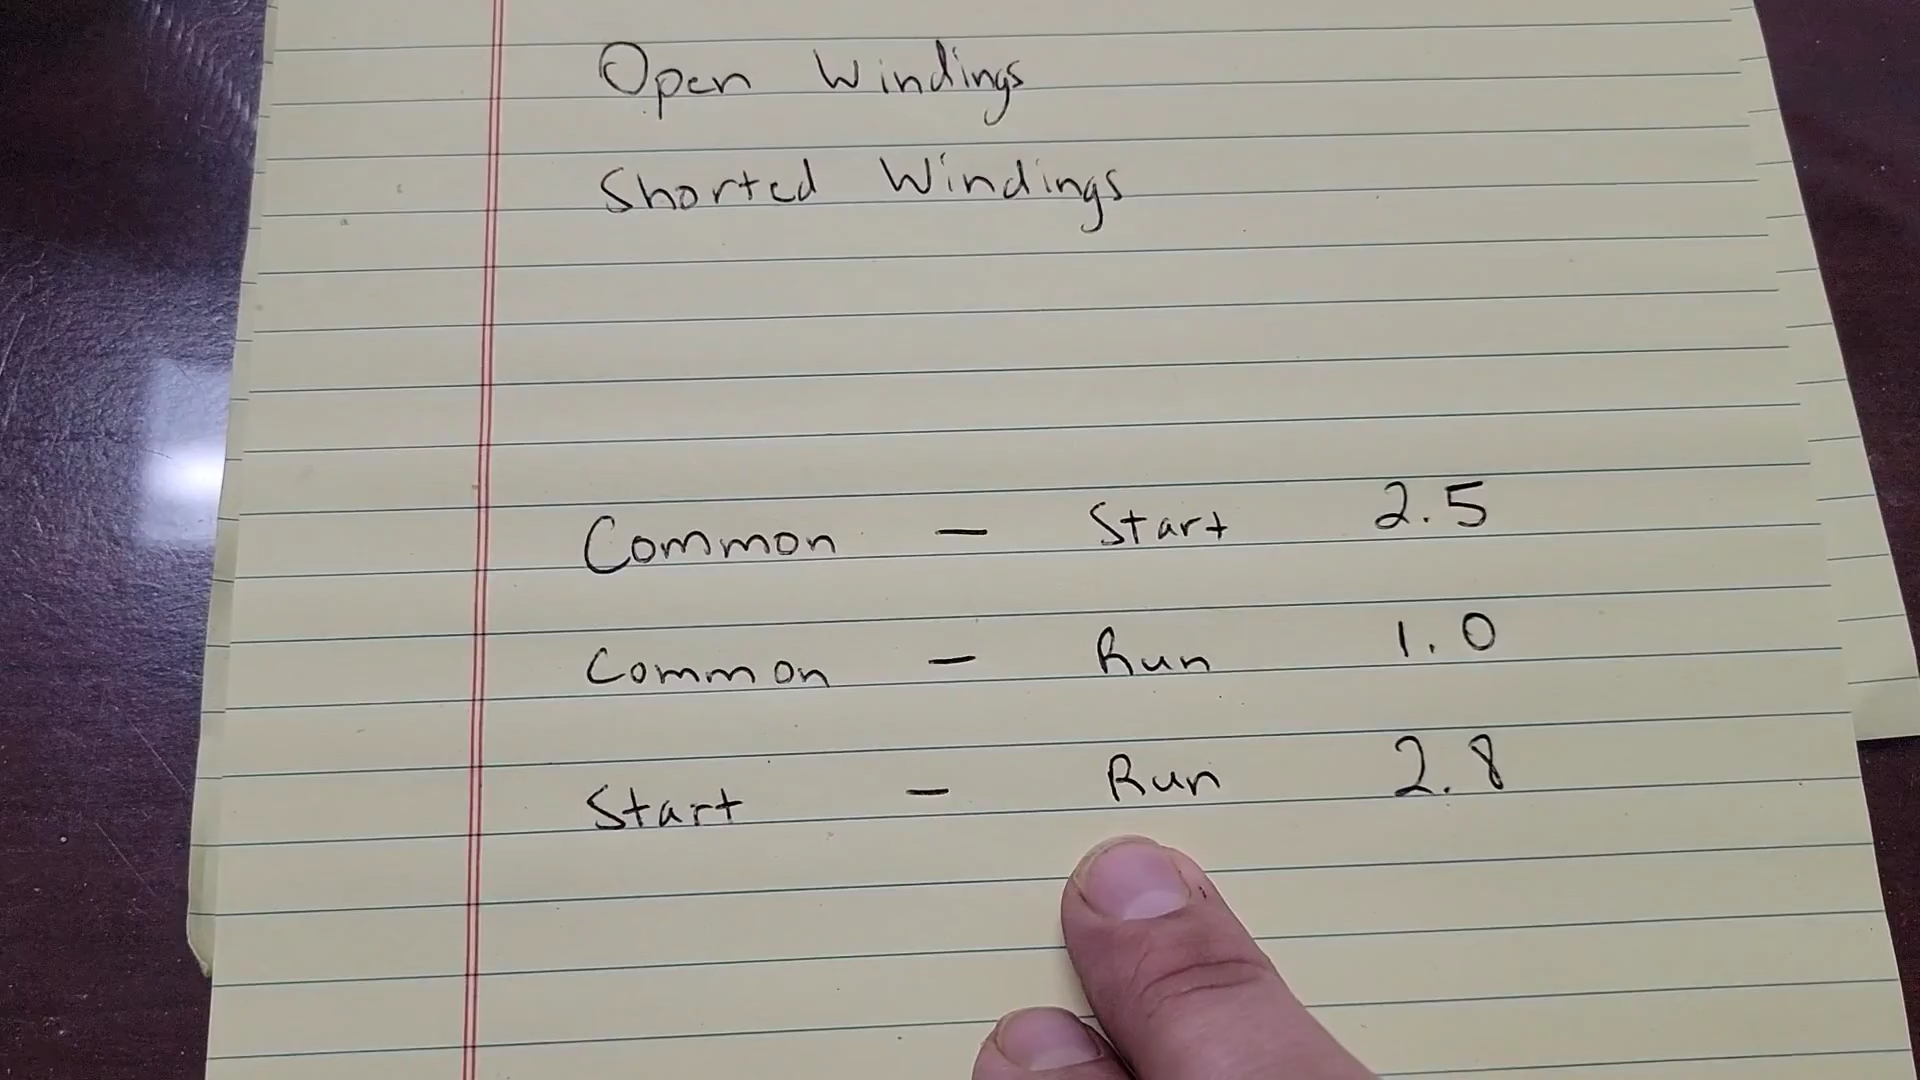 Open Windings
Shorted Windings
Common - Start 2.5
Common - Run 1.0
Start - Run 2.8